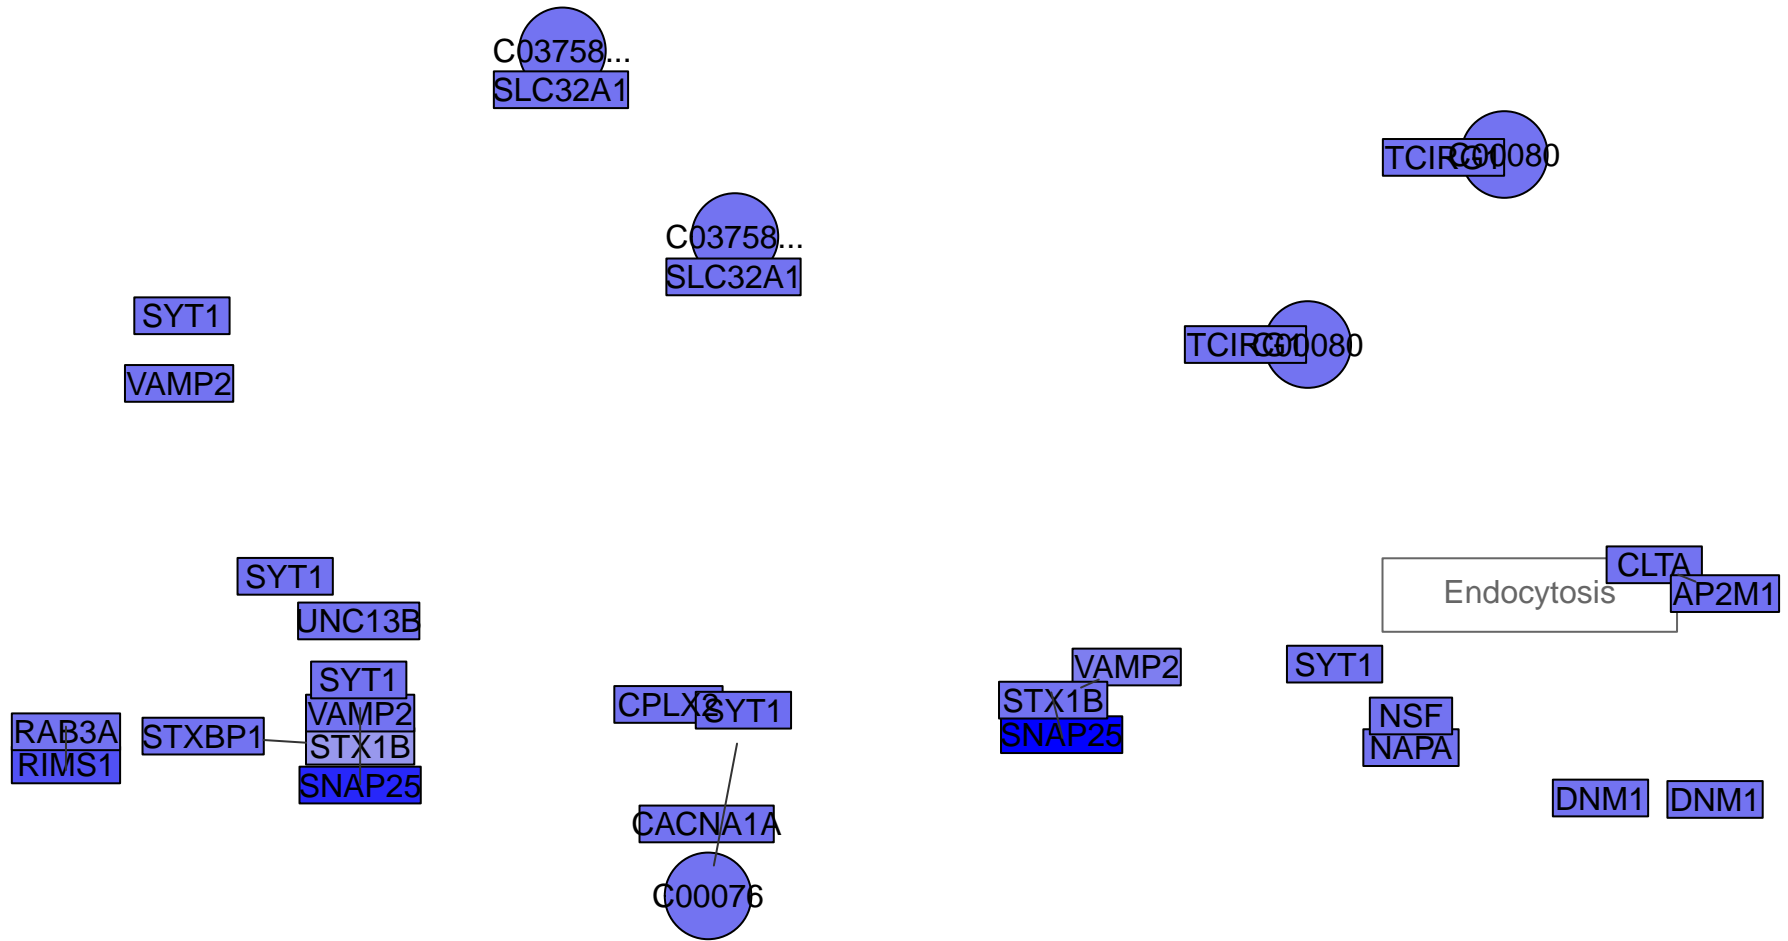 C03758...
SLC32A1
TCIRG1
C00080
C03758...
SLC32A1
SYT1
TCIRG1
C00080
VAMP2
SYT1
UNC13B
CLTA
Endocytosis
AP2M1
SYT1
VAMP2
STX1B
SNAP25
RAB3A
RIMS1
STXBP1
CPLX2
SYT1
VAMP2
STX1B
SNAP25
SYT1
NSF
NAPA
DNM1
DNM1
CACNA1A
C00076